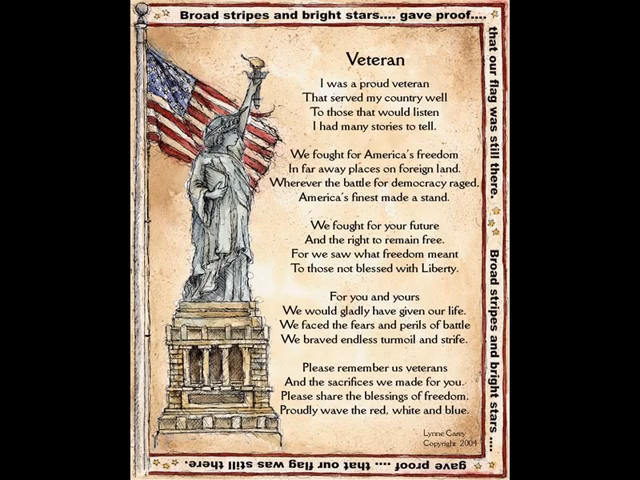 Broad stripes and bright stars.... gave proof....
that our flag was still there.
Broad stripes and bright stars ....
gave proof .... that our flag was still there.
Veteran
I was a proud veteran
That served my country well
To those that would listen
I had many stories to tell.
We fought for America's freedom
In far away places on foreign land.
Wherever the battle for democracy raged,
America's finest made a stand.
We fought for your future
And the right to remain free.
For we saw what freedom meant
To those not blessed with Liberty.
For you and yours
We would gladly have given our life.
We faced the fears and perils of battle
We braved endless turmoil and strife.
Please remember us veterans
And the sacrifices we made for you.
Please share the blessings of freedom,
Proudly wave the red, white and blue.
Lynne Carey
Copyright 2004